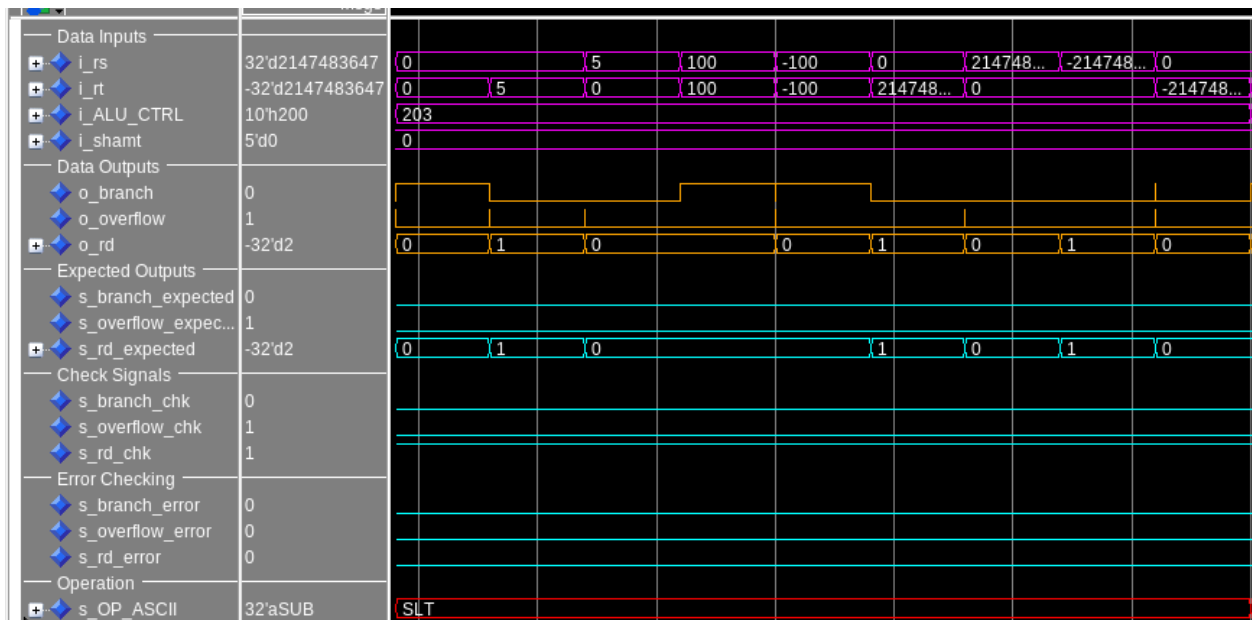 Data Inputs
i_rs 32'd2147483647 0 5 100 -100 0 214748... -214748... 0
i_rt -32'd2147483647 0 5 0 100 -100 214748... 0 -214748...
i_ALU_CTRL 10'h200 203
i_shamt 5'd0 0
Data Outputs
o_branch 0
o_overflow 1
o_rd -32'd2 0 1 0 0 1 0 1 0
Expected Outputs
s_branch_expected 0
s_overflow_expec... 1
s_rd_expected -32'd2 0 1 0 1 0 1 0
Check Signals
s_branch_chk 0
s_overflow_chk 1
s_rd_chk 1
Error Checking
s_branch_error 0
s_overflow_error 0
s_rd_error 0
Operation
s_OP_ASCII 32'aSUB SLT